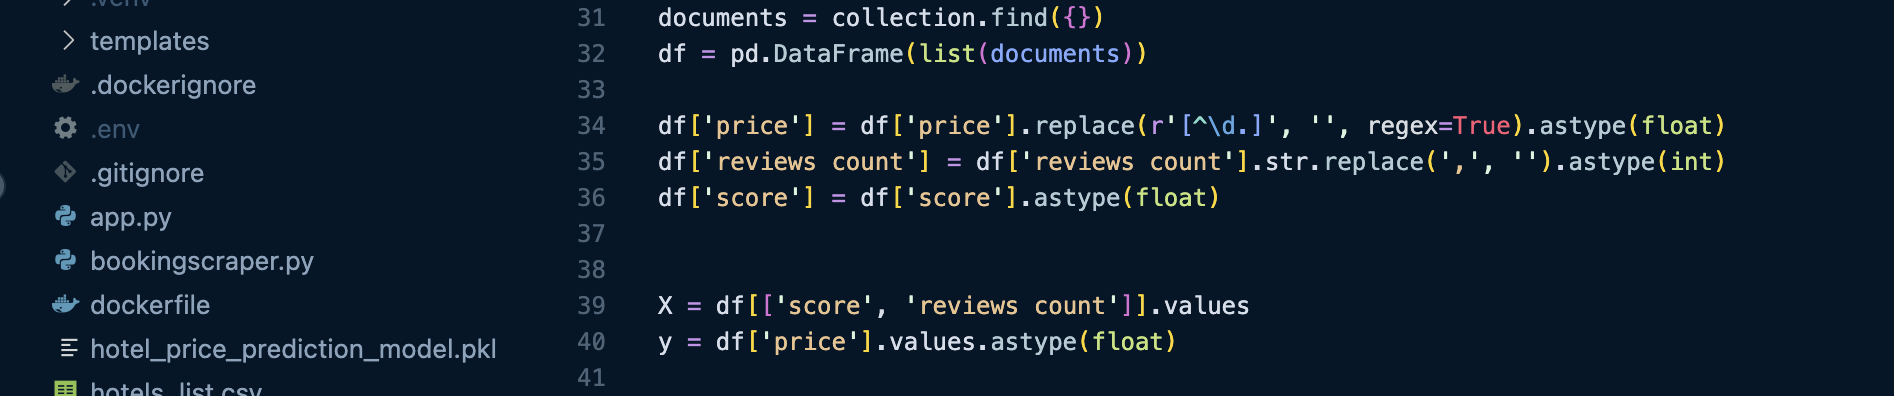 .venv
templates
.dockerignore
.env
.gitignore
app.py
bookingscraper.py
dockerfile
hotel_price_prediction_model.pkl
hotels_list.csv
31 documents = collection.find({})
32 df = pd.DataFrame(list(documents))
33
34 df['price'] = df['price'].replace(r'[^\d.]', '', regex=True).astype(float)
35 df['reviews count'] = df['reviews count'].str.replace(',', '').astype(int)
36 df['score'] = df['score'].astype(float)
37
38
39 X = df[['score', 'reviews count']].values
40 y = df['price'].values.astype(float)
41